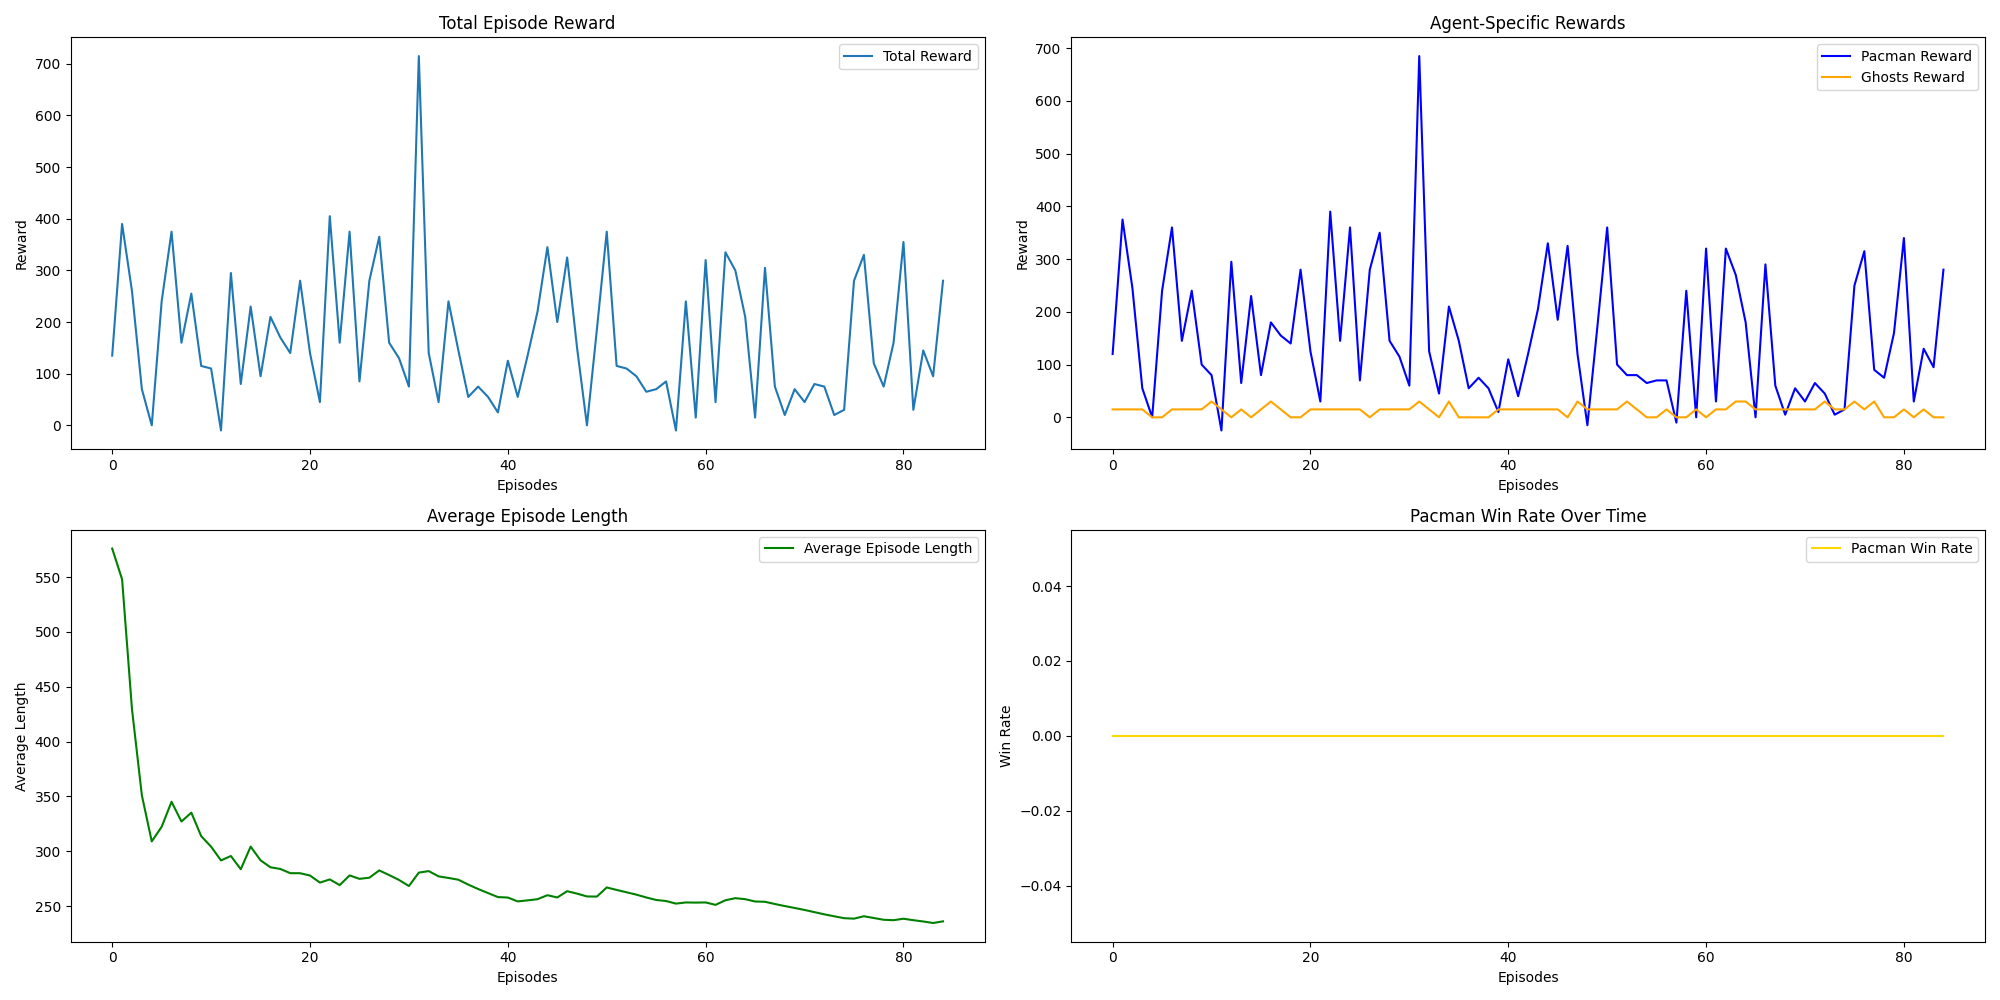 Total Episode Reward
Total Reward
Reward
700
600
500
400
300
200
100
0
0 20 40 60 80
Episodes
Agent-Specific Rewards
Pacman Reward
Ghosts Reward
Reward
700
600
500
400
300
200
100
0
0 20 40 60 80
Episodes
Average Episode Length
Average Episode Length
Average Length
550
500
450
400
350
300
250
0 20 40 60 80
Episodes
Pacman Win Rate Over Time
Pacman Win Rate
Win Rate
0.04
0.02
0.00
−0.02
−0.04
0 20 40 60 80
Episodes